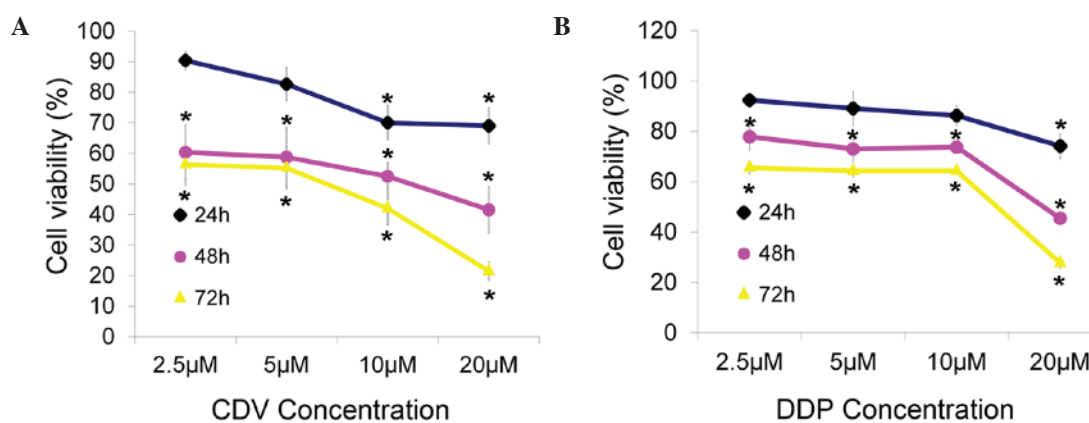 A
100
90
80
70
60
50
40
30
20
10
0
Cell viability (%)
* * * * * * * * * *
24h
48h
72h
2.5µM 5µM 10µM 20µM
CDV Concentration
B
120
100
80
60
40
20
0
Cell viability (%)
* * * * * * * * *
24h
48h
72h
2.5µM 5µM 10µM 20µM
DDP Concentration